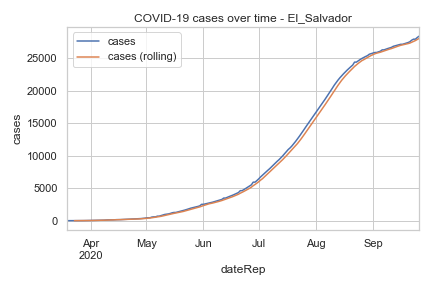 COVID-19 cases over time - El_Salvador
cases
cases (rolling)
25000
20000
15000
10000
5000
0
cases
Apr May Jun Jul Aug Sep
2020
dateRep